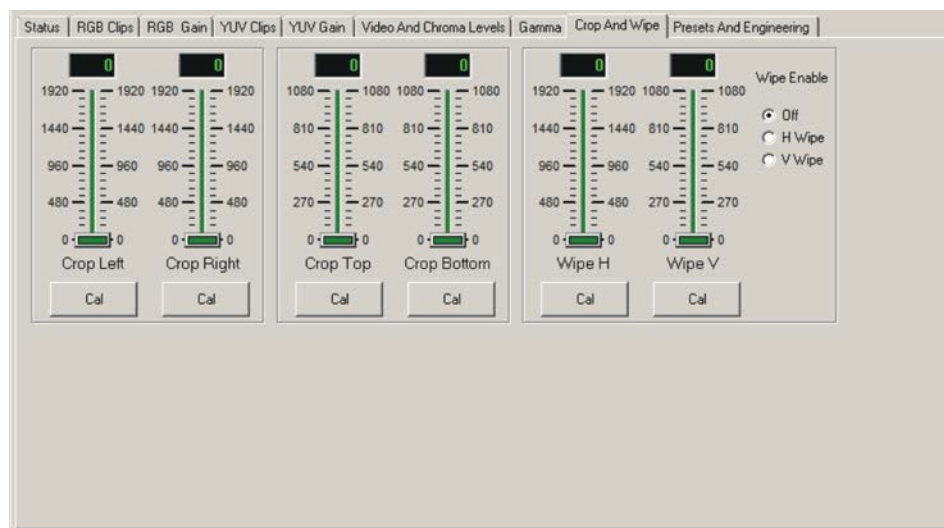 Status RGB Clips RGB Gain YUV Clips YUV Gain Video And Chroma Levels Gamma Crop And Wipe Presets And Engineering
0 0 0 0 0 0
Wipe Enable
1920 1920 1920 1920 1080 1080 1080 1080 1920 1920 1080 1080
Off
1440 1440 1440 1440 810 810 810 810 1440 1440 810 810
H Wipe
960 960 960 960 540 540 540 540 960 960 540 540
V Wipe
480 480 480 480 270 270 270 270 480 480 270 270
0 0 0 0 0 0 0 0 0 0 0 0
Crop Left Crop Right Crop Top Crop Bottom Wipe H Wipe V
Cal Cal Cal Cal Cal Cal